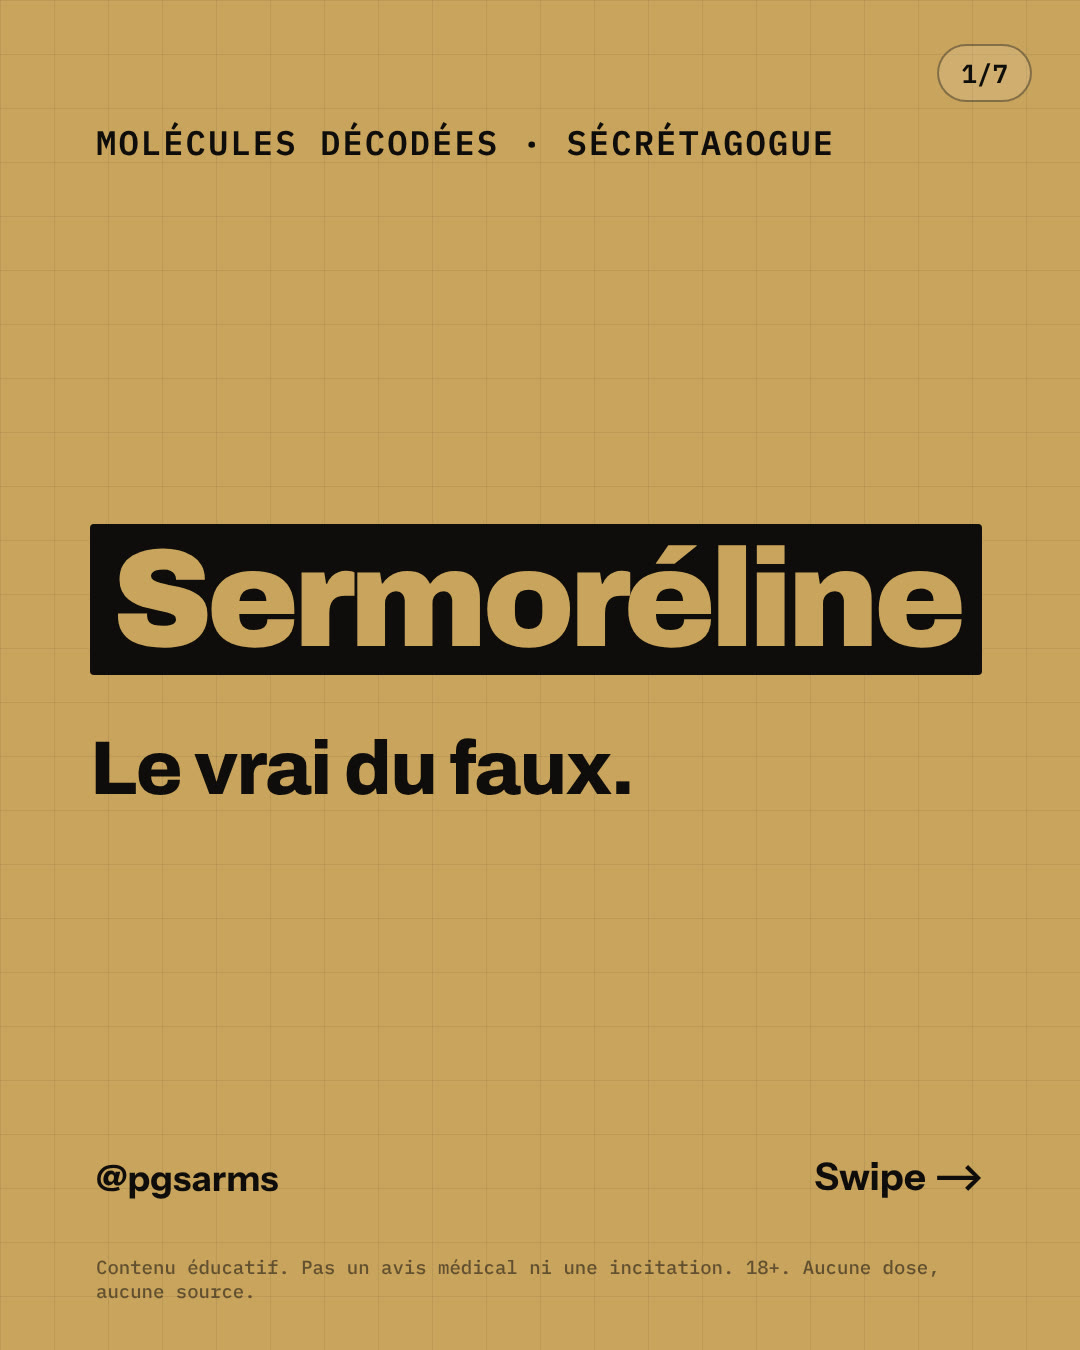 1/7
MOLÉCULES DÉCODÉES · SÉCRÉTAGOGUE
Sermoréline
Le vrai du faux.
@pgsarms
Swipe →
Contenu éducatif. Pas un avis médical ni une incitation. 18+. Aucune dose,
aucune source.